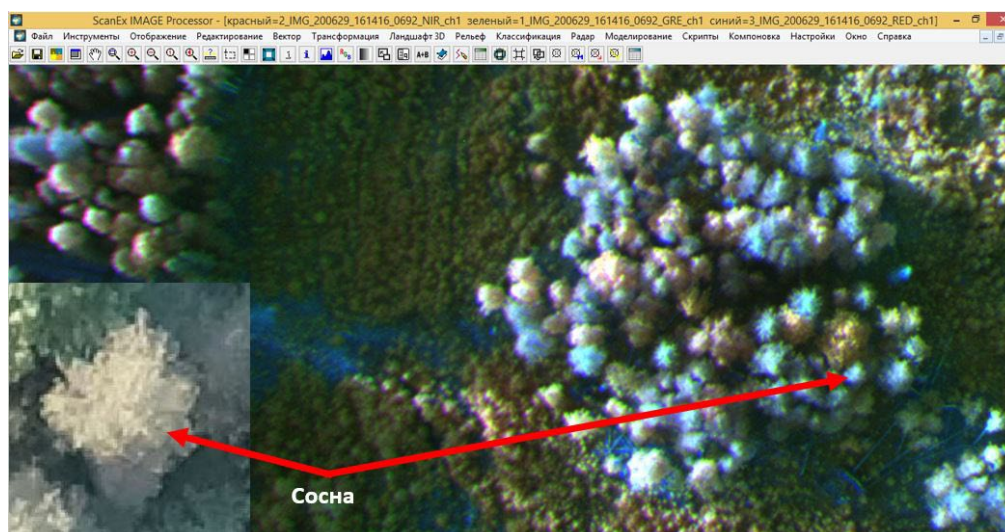 ScanEx IMAGE Processor - [красный=2_IMG_200629_161416_0692_NIR_ch1 зеленый=1_IMG_200629_161416_0692_GRE_ch1 синий=3_IMG_200629_161416_0692_RED_ch1]
Файл Инструменты Отображение Редактирование Вектор Трансформация Ландшафт 3D Рельеф Классификация Радар Моделирование Скрипты Компоновка Настройки Окно Справка
A+B
Сосна